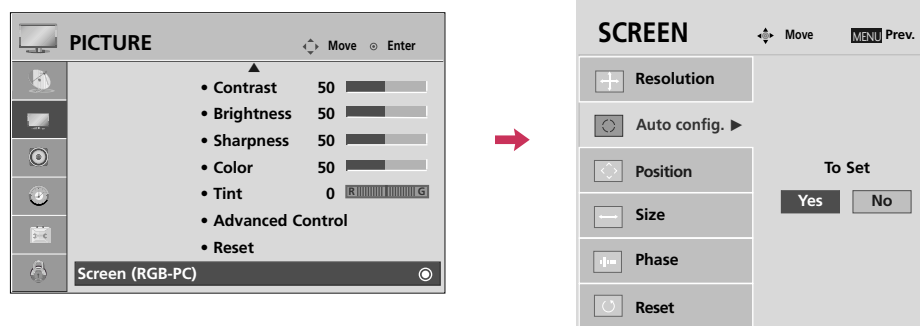 PICTURE
Move Enter
• Contrast 50
• Brightness 50
• Sharpness 50
• Color 50
• Tint 0 R G
• Advanced Control
• Reset
Screen (RGB-PC)
SCREEN
Move MENU Prev.
Resolution
Auto config. ►
Position
Size
Phase
Reset
To Set
Yes No